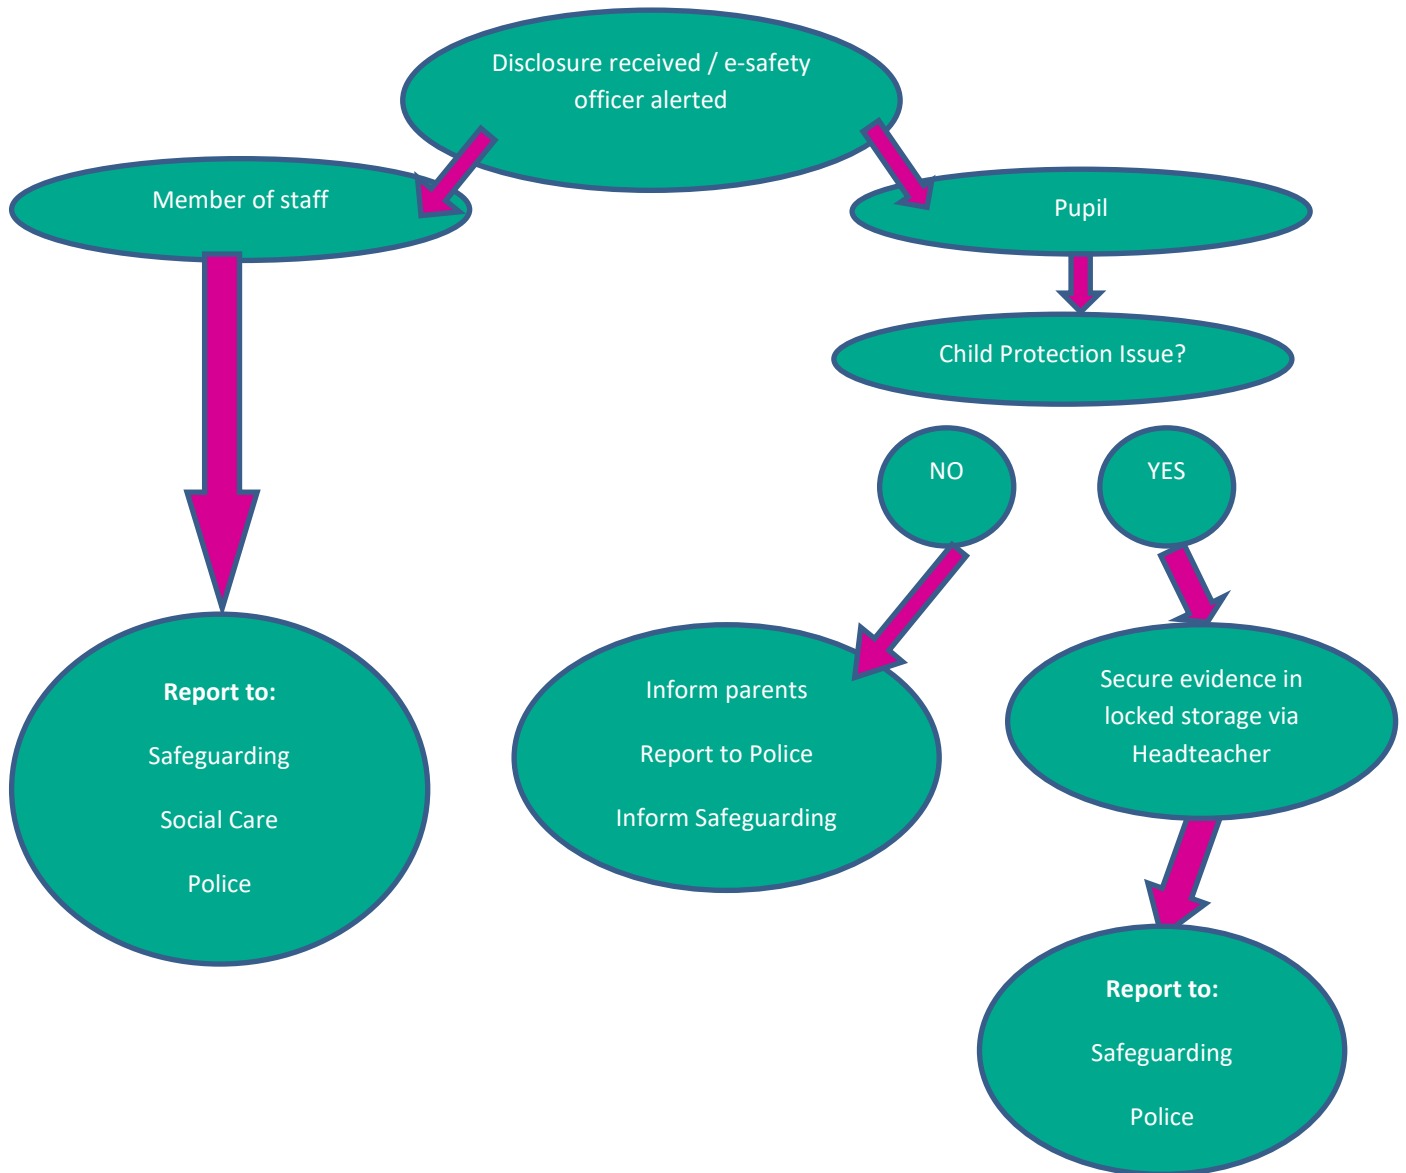 Disclosure received / e-safety
officer alerted
Member of staff
Pupil
Child Protection Issue?
NO
YES
Report to:
Safeguarding
Social Care
Police
Inform parents
Report to Police
Inform Safeguarding
Secure evidence in
locked storage via
Headteacher
Report to:
Safeguarding
Police